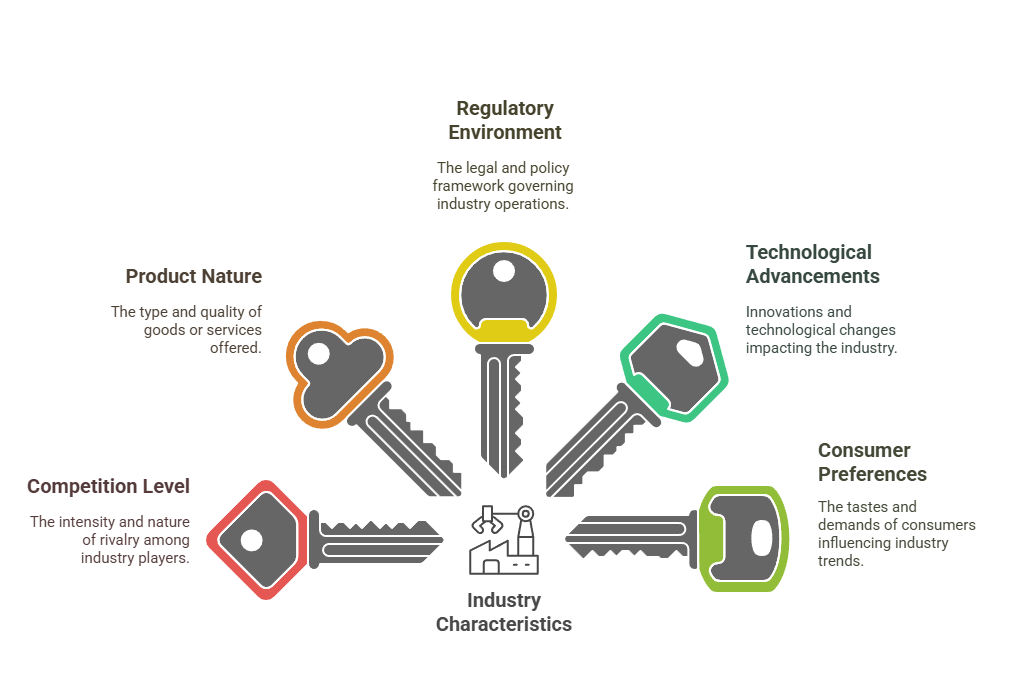 Regulatory
Environment
The legal and policy
framework governing
industry operations.
Product Nature
The type and quality of
goods or services
offered.
Technological
Advancements
Innovations and
technological changes
impacting the industry.
Competition Level
The intensity and nature
of rivalry among
industry players.
Consumer
Preferences
The tastes and
demands of consumers
influencing industry
trends.
Industry
Characteristics